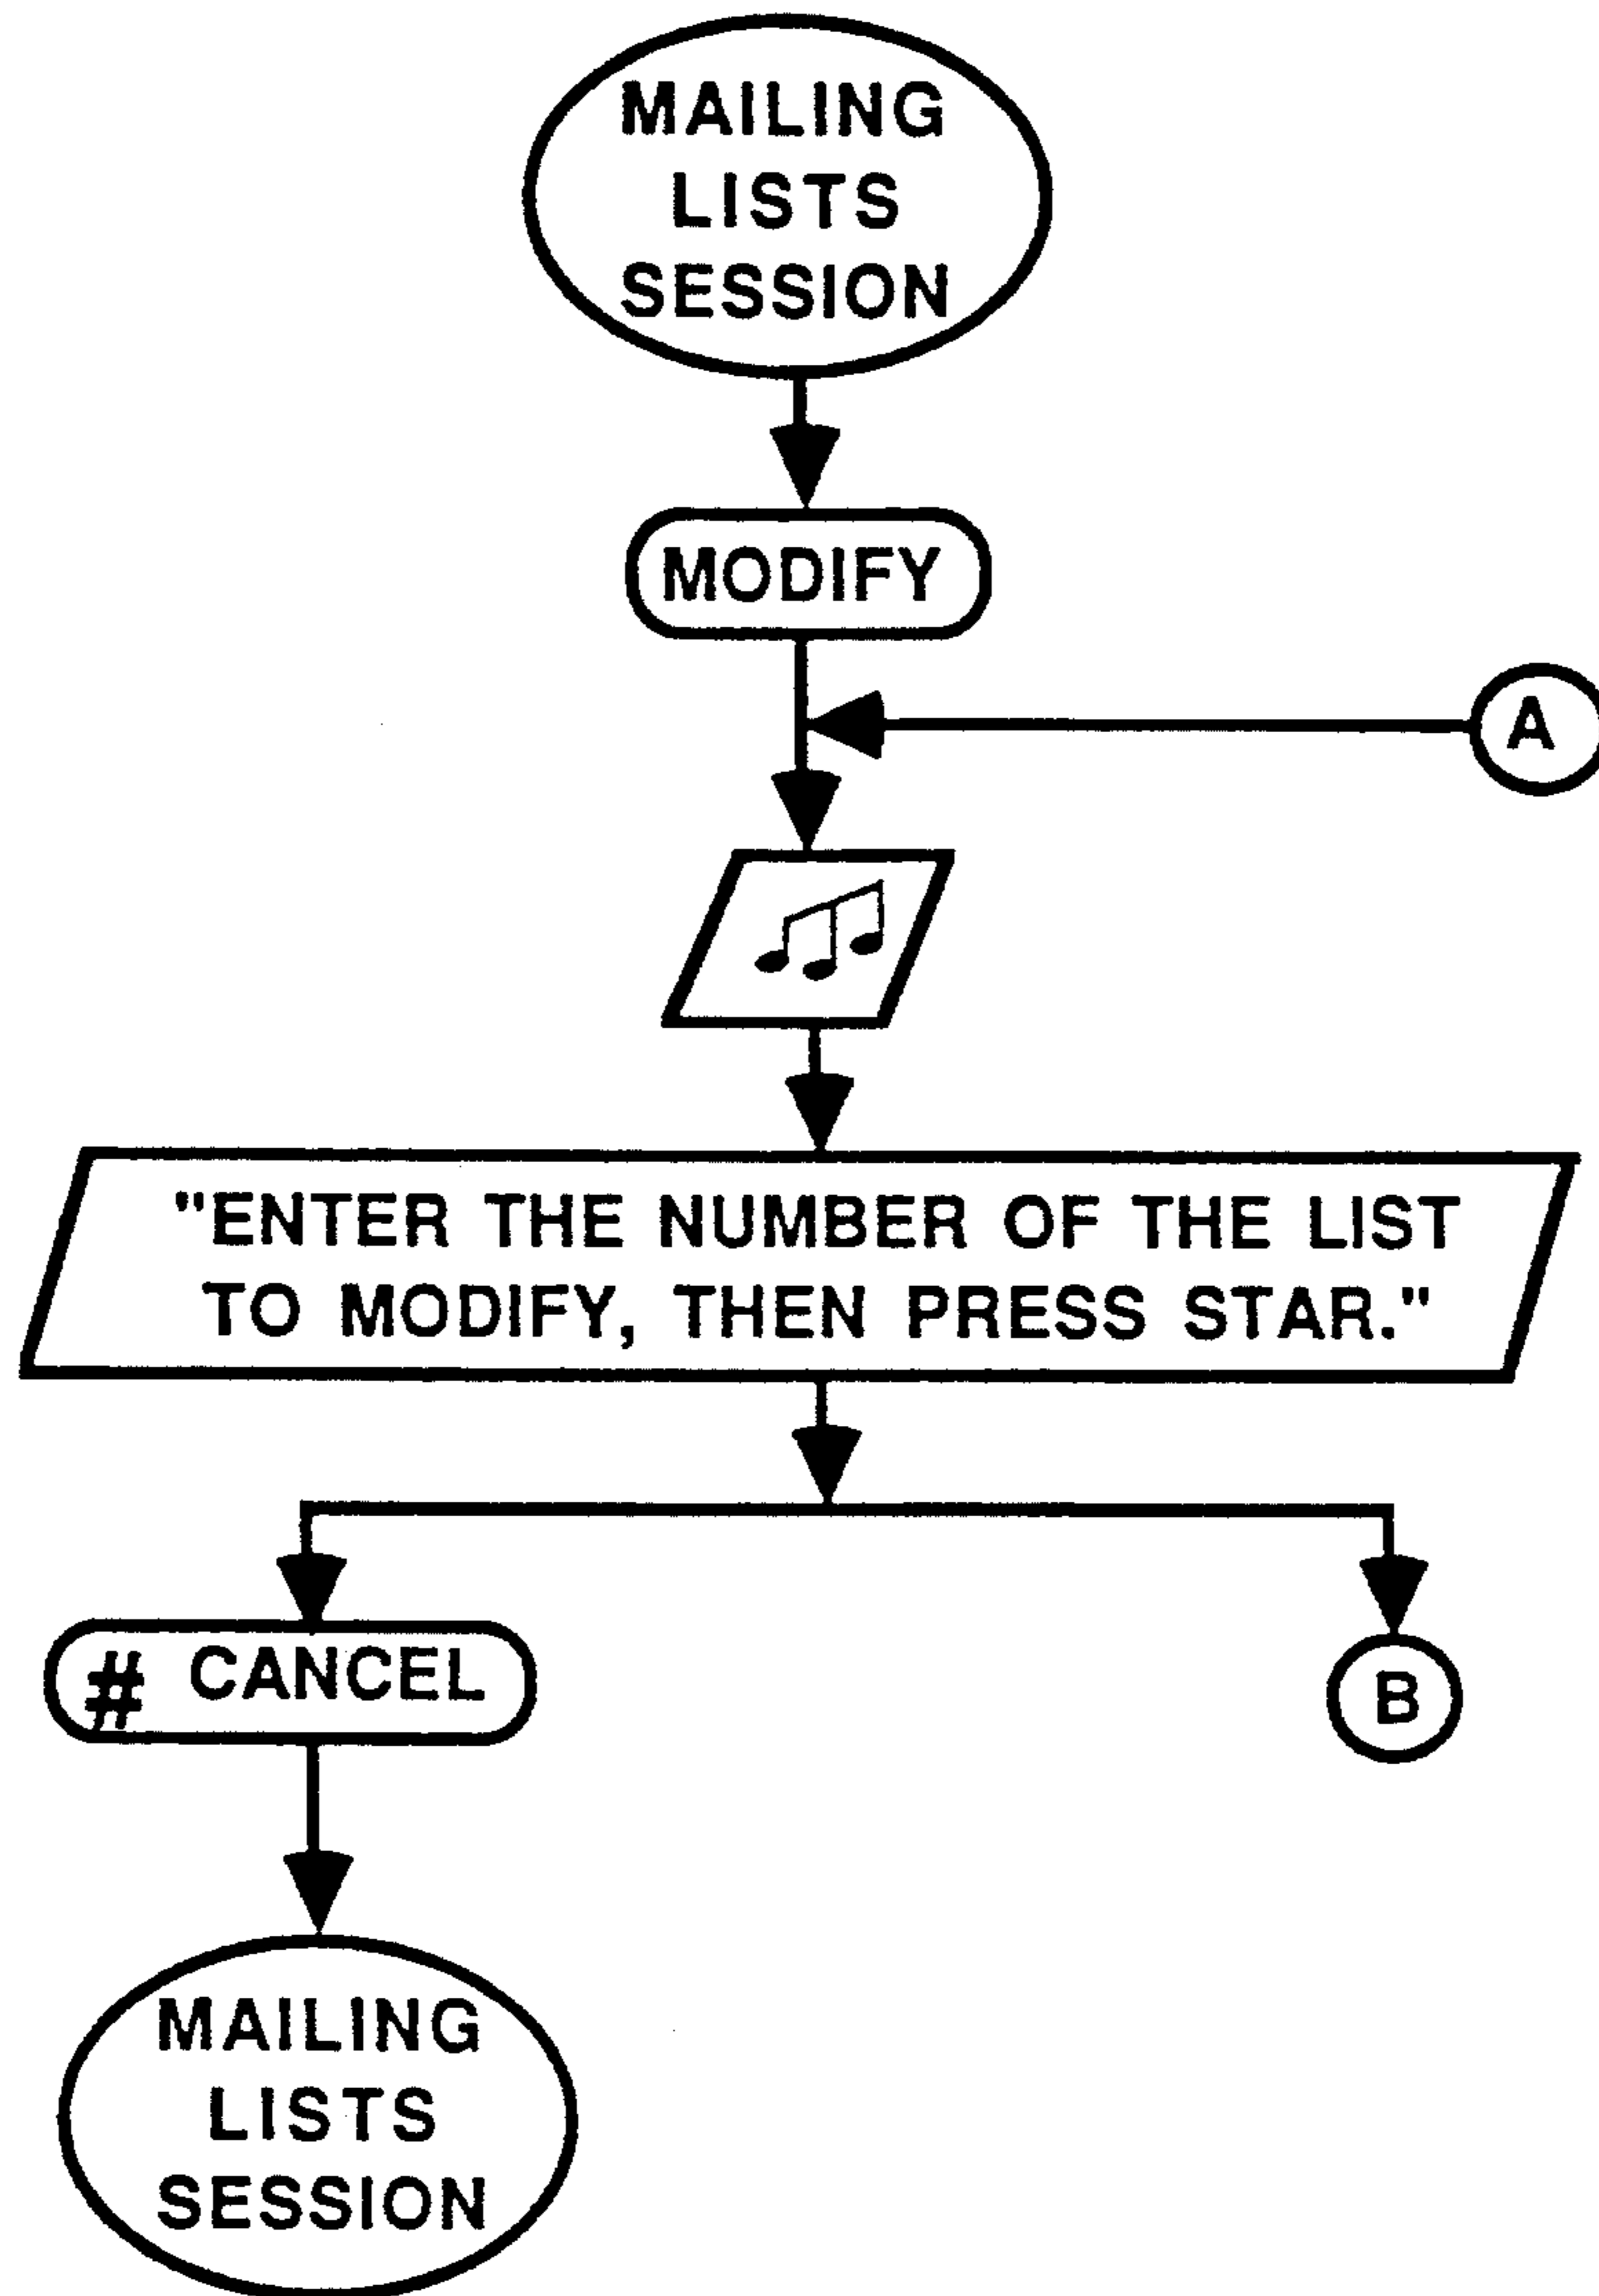 MAILING
LISTS
SESSION
MODIFY
A
"ENTER THE NUMBER OF THE LIST
TO MODIFY, THEN PRESS STAR."
# CANCEL
B
MAILING
LISTS
SESSION